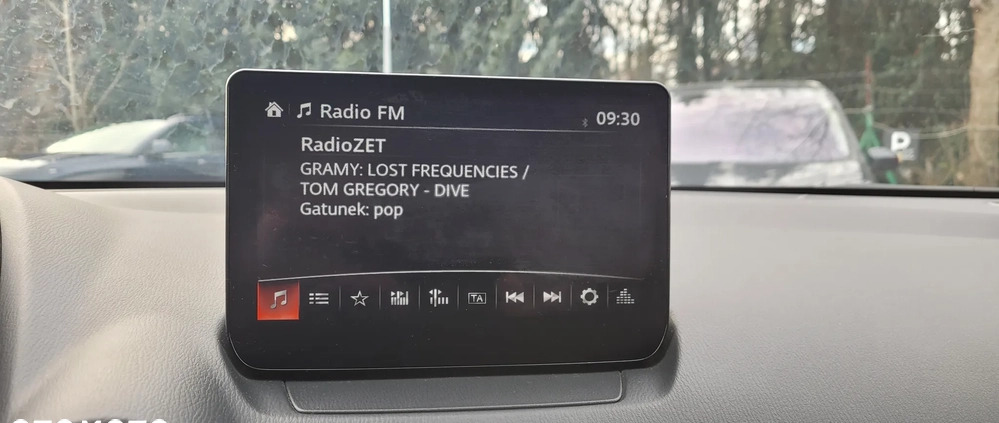 Radio FM
09:30
RadioZET
GRAMY: LOST FREQUENCIES /
TOM GREGORY - DIVE
Gatunek: pop
TA
P